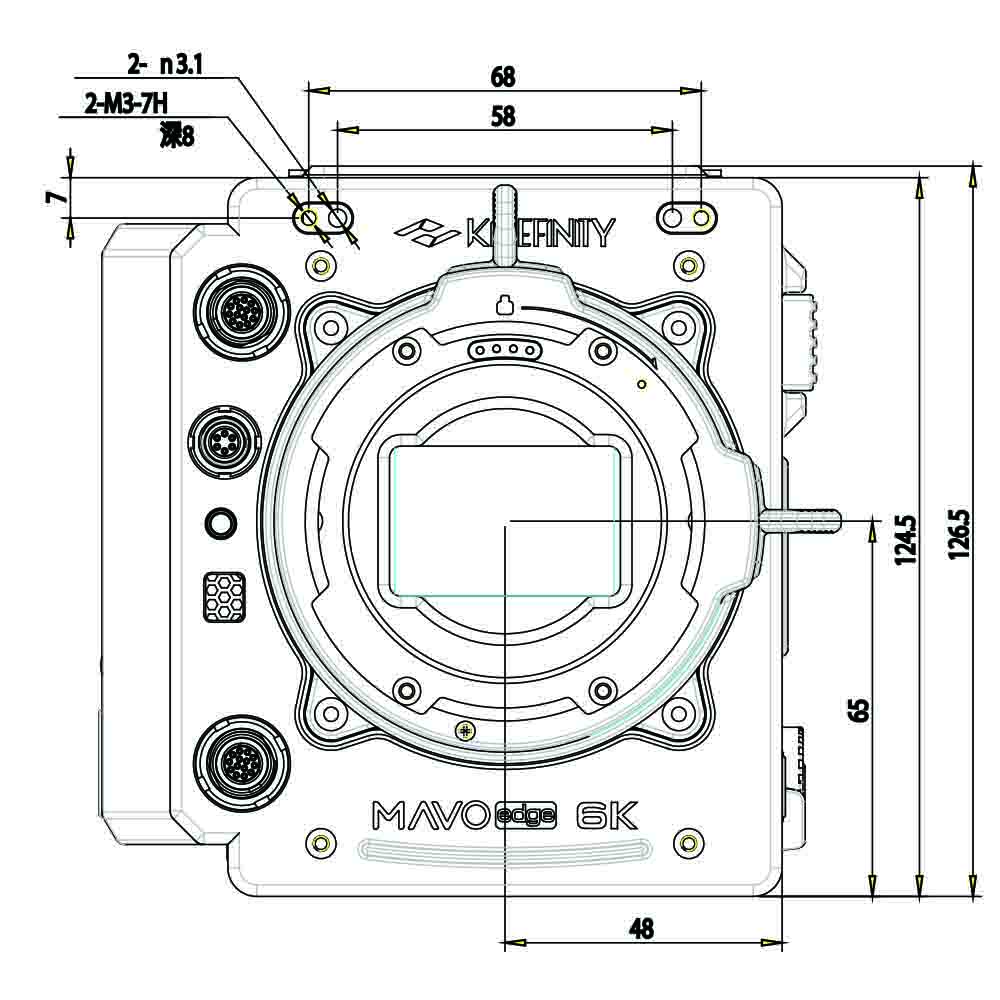 2- n 3.1
68
2-M3-7H
58
深8
7
KINEFINITY
124.5
126.5
65
MAVO edge 6K
48